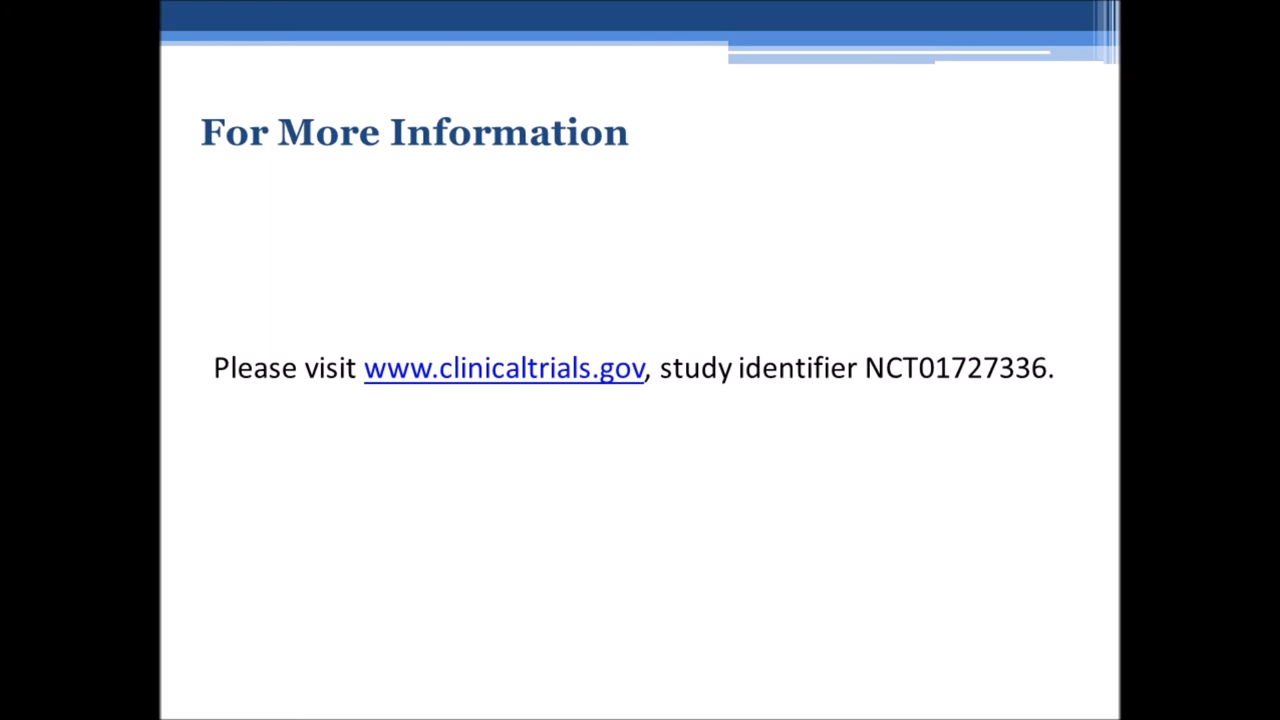 For More Information
Please visit www.clinicaltrials.gov, study identifier NCT01727336.